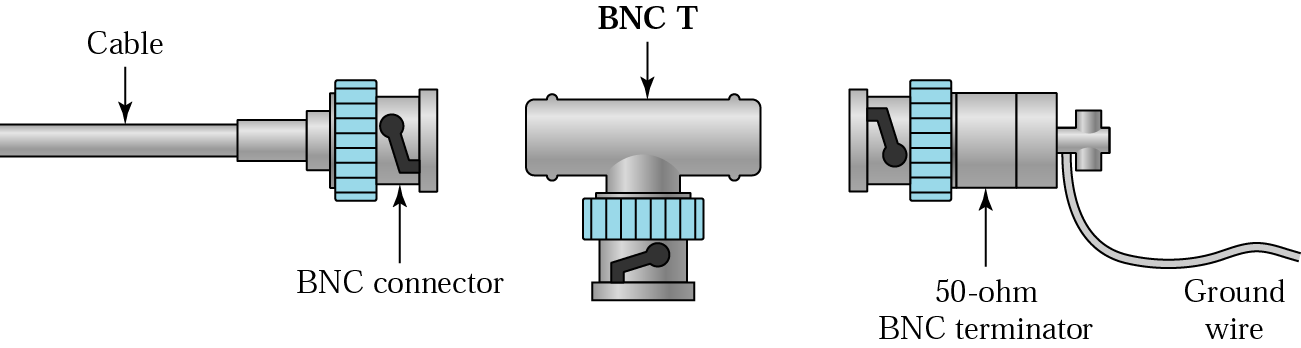 BNC T
Cable
BNC connector
50-ohm
BNC terminator
Ground
wire